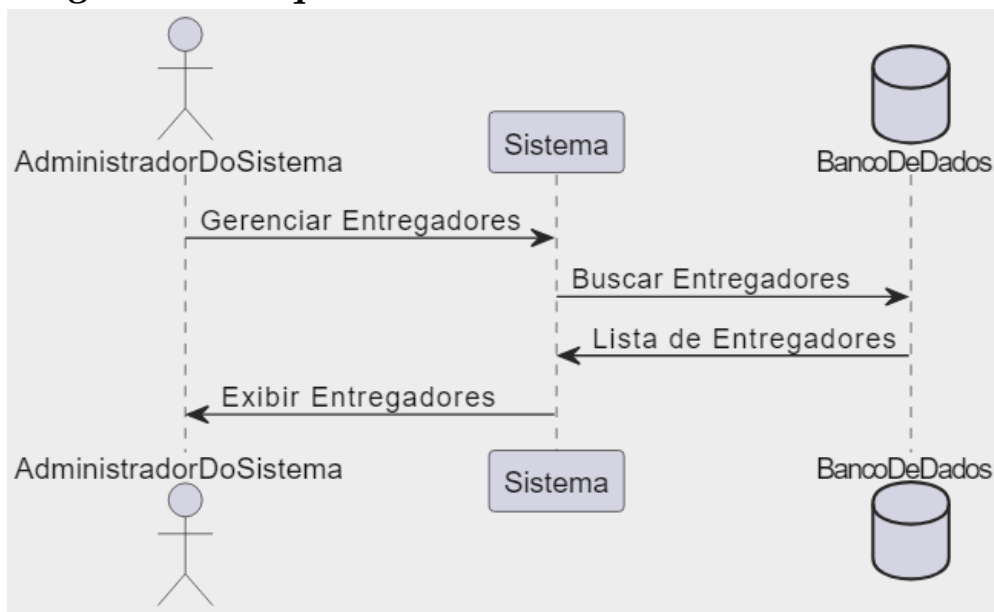 AdministradorDoSistema
Sistema
BancoDeDados
Gerenciar Entregadores
Buscar Entregadores
Lista de Entregadores
Exibir Entregadores
AdministradorDoSistema
Sistema
BancoDeDados